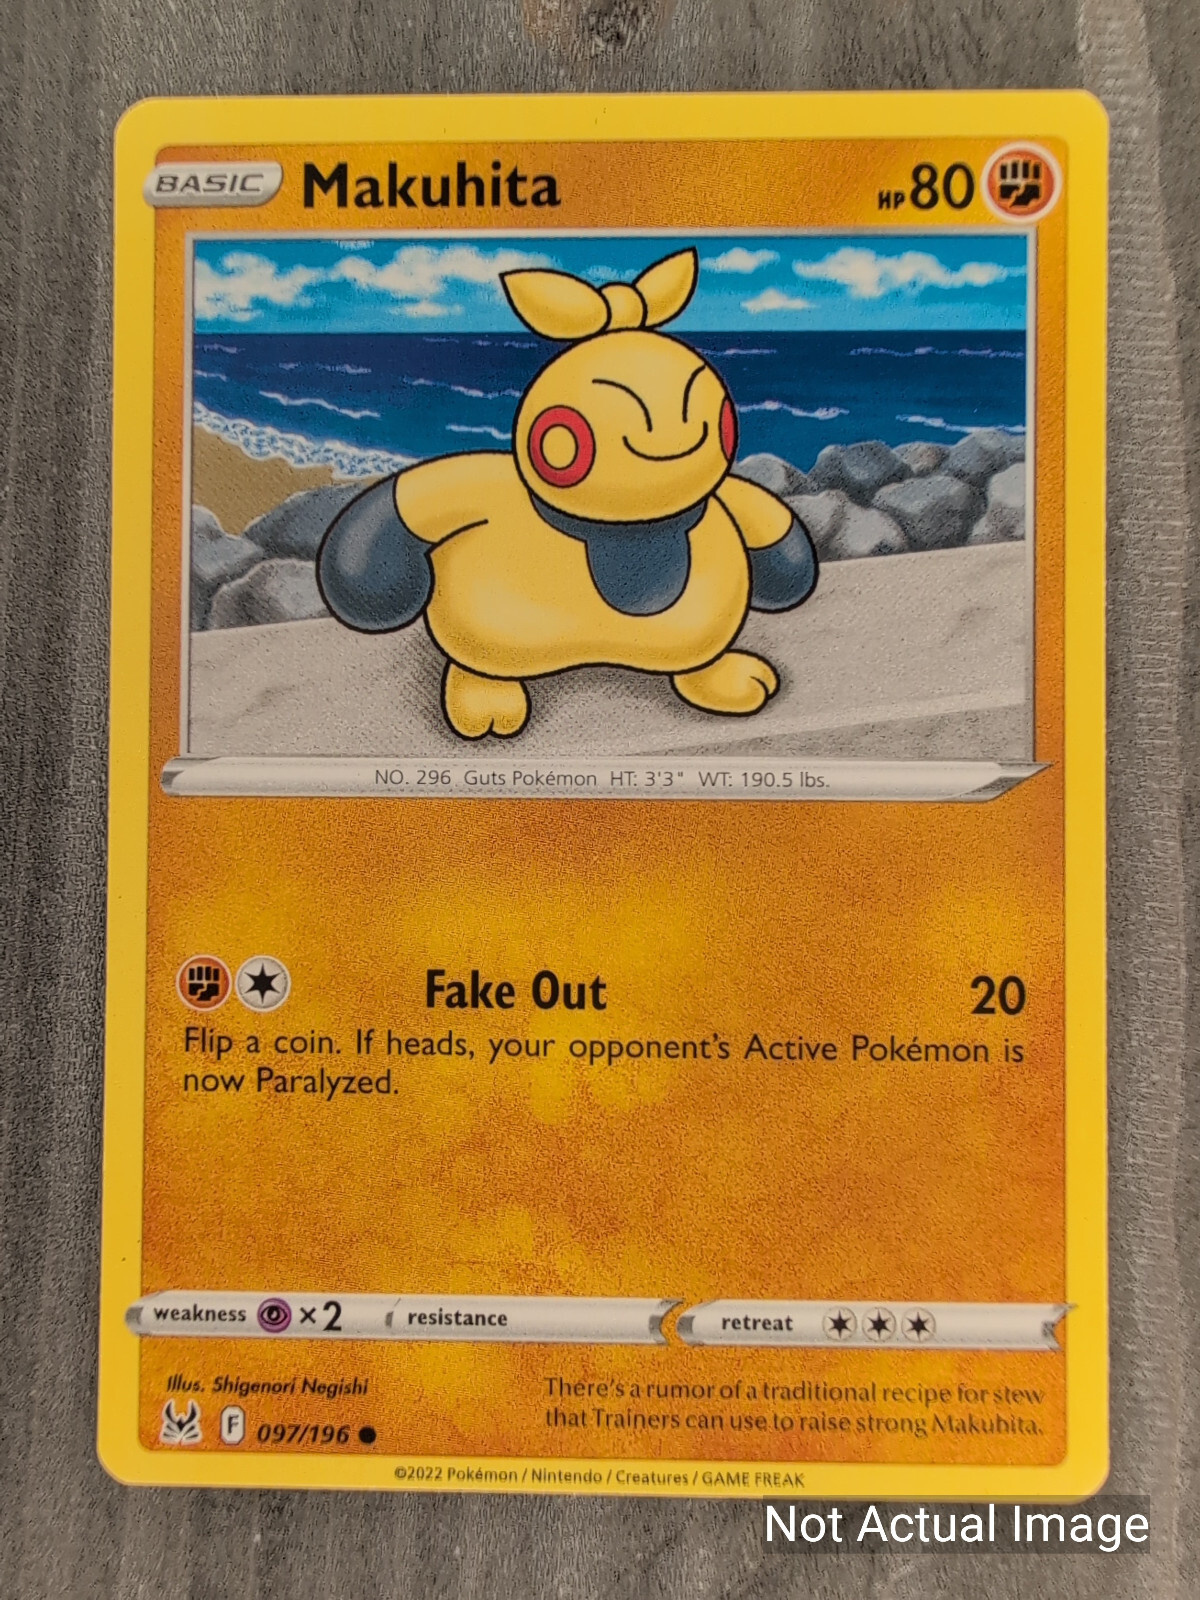 BASIC Makuhita HP 80
NO. 296 Guts Pokémon HT: 3'3" WT: 190.5 lbs.
Fake Out 20
Flip a coin. If heads, your opponent's Active Pokémon is
now Paralyzed.
weakness ×2 resistance retreat
Illus. Shigenori Negishi
There's a rumor of a traditional recipe for stew
that Trainers can use to raise strong Makuhita.
F 097/196
©2022 Pokémon / Nintendo / Creatures / GAME FREAK
Not Actual Image